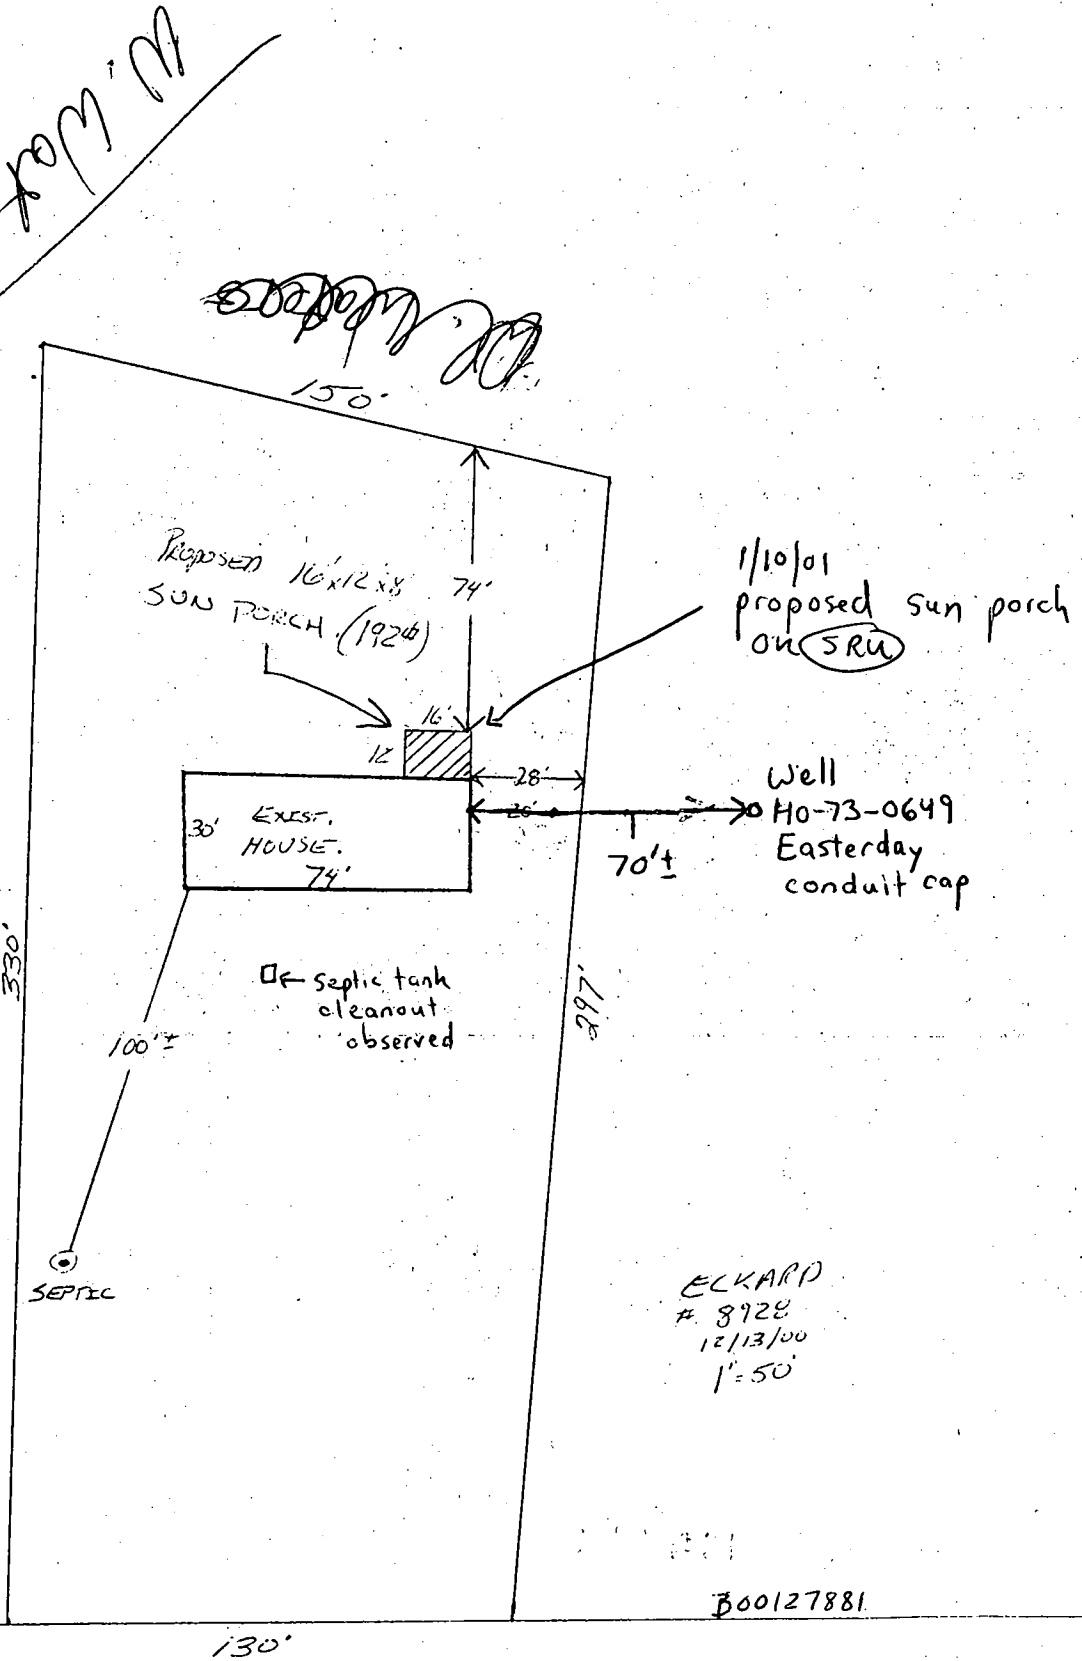 150'
PROPOSED 16'x12'x8'
SUN PORCH (192#)
74'
1/10/01
proposed sun porch
on SRU
16'
12
28'
26'
70'±
Well
HO-73-0649
Easterday
conduit cap
30'
EXIST.
HOUSE.
74'
septic tank
cleanout
observed
330'
297'
100'±
SEPTIC
ECKARD
# 8928
12/13/00
1"=50'
B00127881
130'